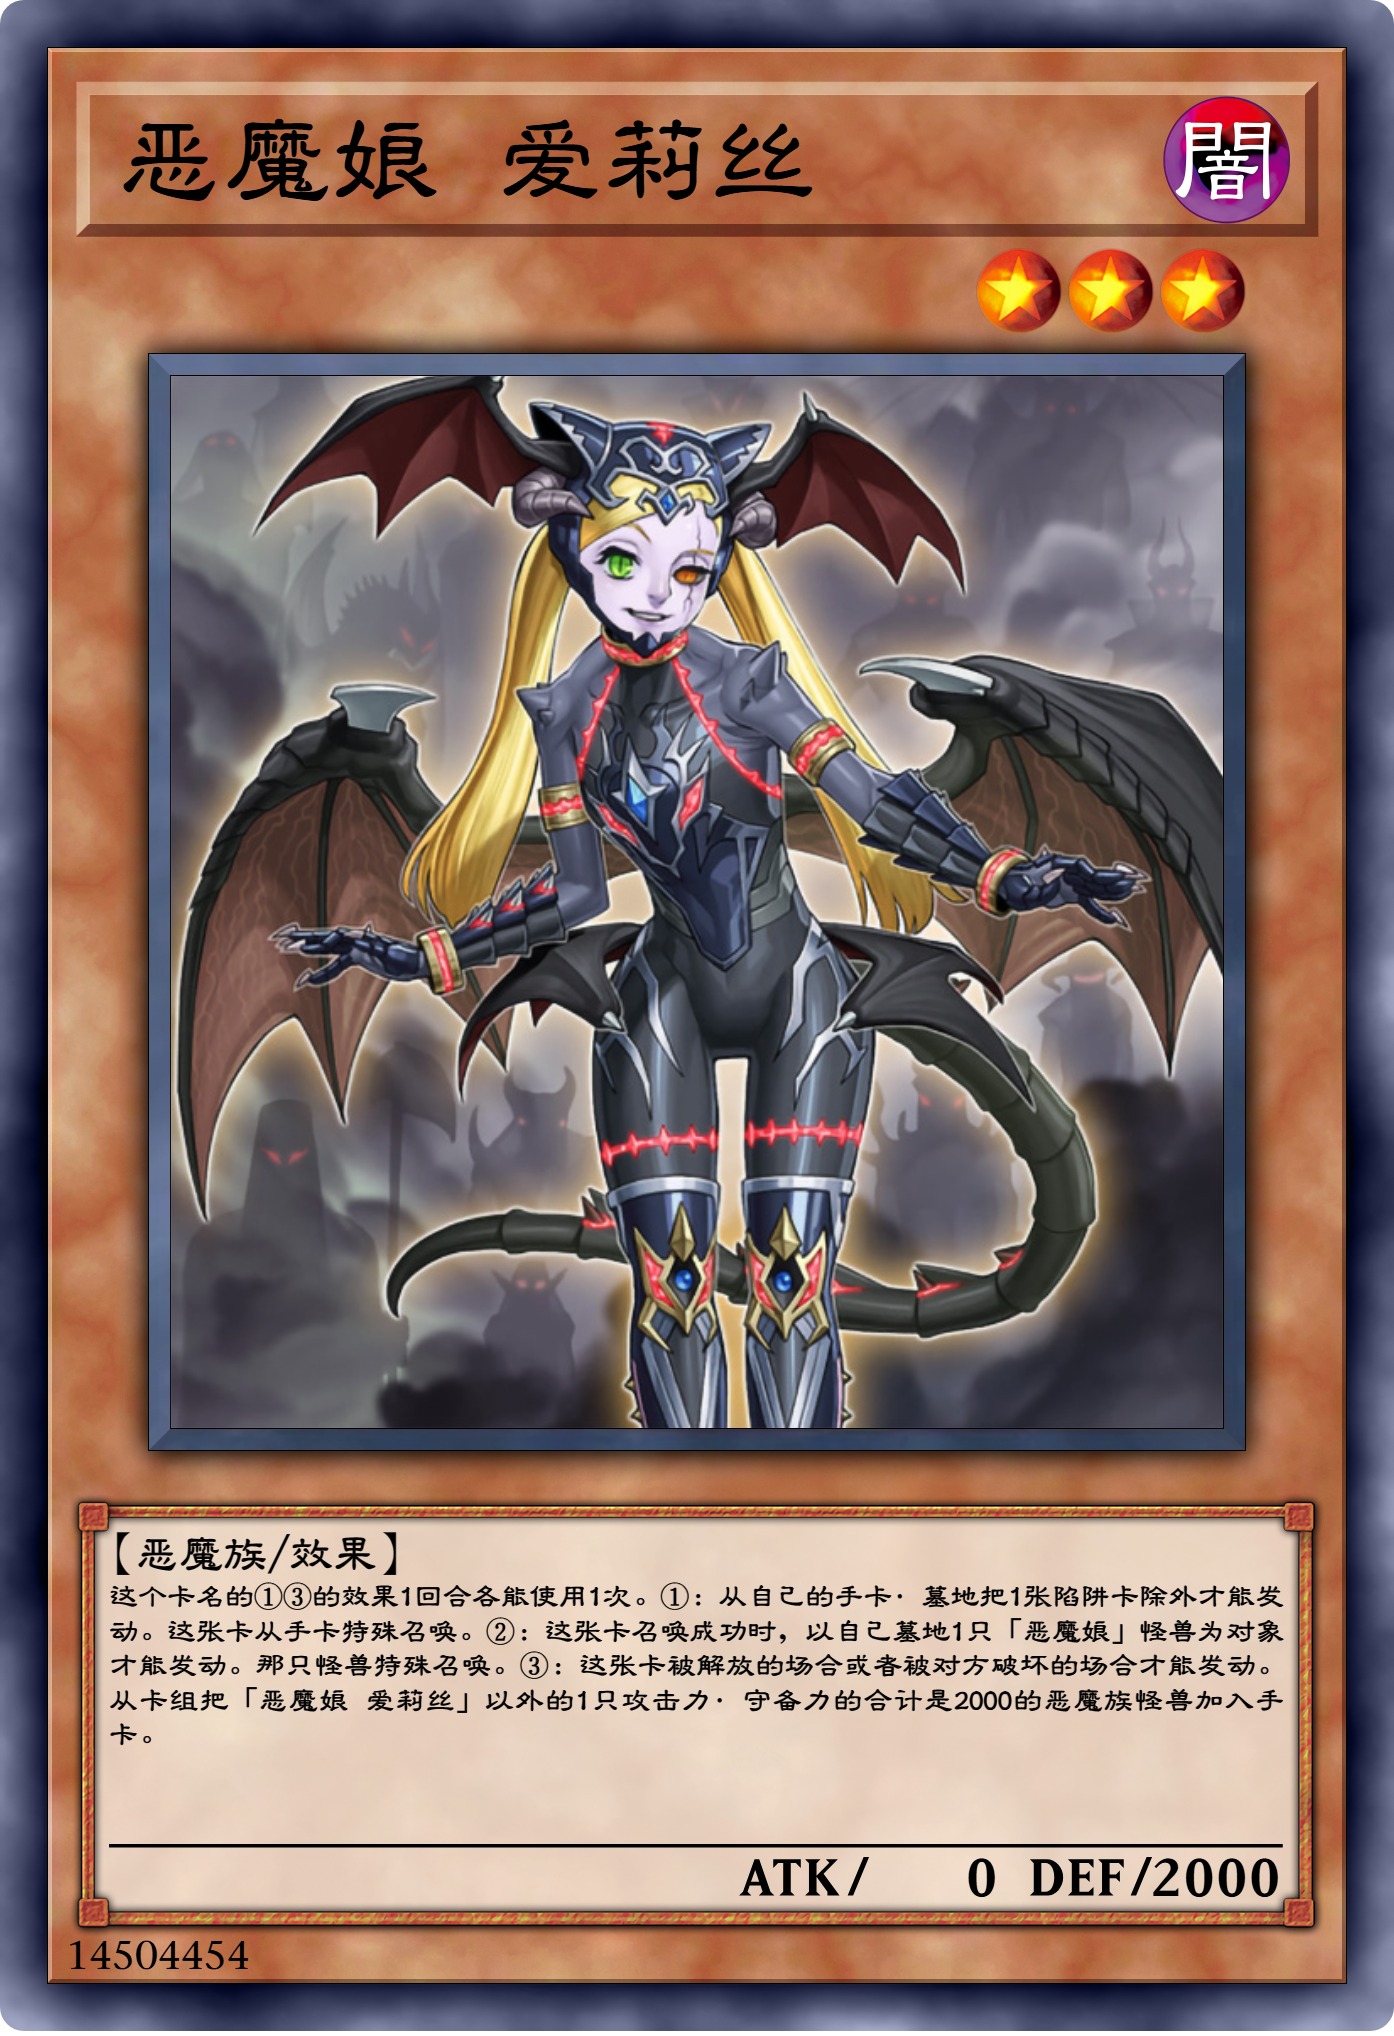 恶魔娘 爱莉丝
闇
【恶魔族/效果】
这个卡名的①③的效果1回合各能使用1次。①：从自己的手卡·墓地把1张陷阱卡除外才能发
动。这张卡从手卡特殊召唤。②：这张卡召唤成功时，以自己墓地1只「恶魔娘」怪兽为对象
才能发动。那只怪兽特殊召唤。③：这张卡被解放的场合或者被对方破坏的场合才能发动。
从卡组把「恶魔娘 爱莉丝」以外的1只攻击力·守备力的合计是2000的恶魔族怪兽加入手
卡。
ATK/ 0 DEF/2000
14504454